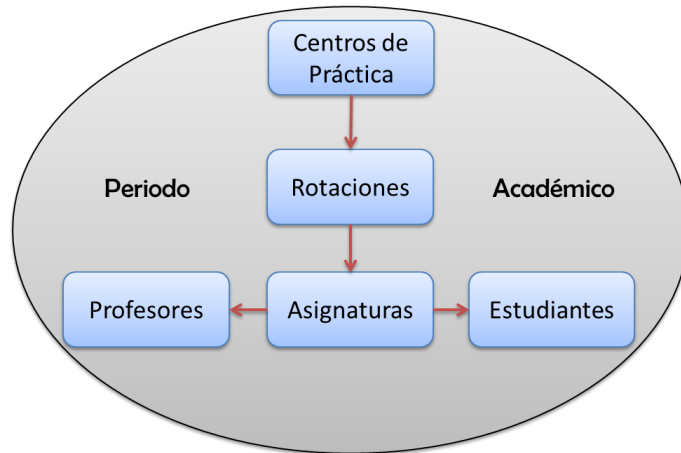 Centros de
Práctica
Periodo
Rotaciones
Académico
Profesores
Asignaturas
Estudiantes